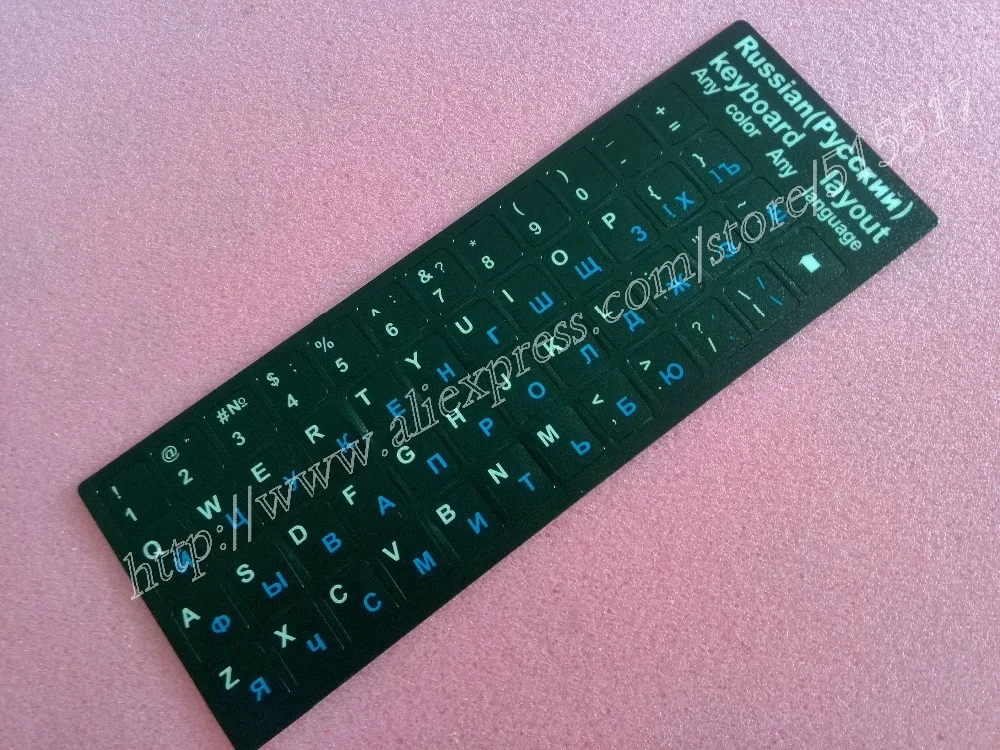 Russian(Русский)
keyboard layout
Any color Any language
! 1
@ " 2
#№ 3
$ ; 4
% 5
^ : 6
& ? 7
* 8
( 9
) 0
- -
+ =
Q Й
W Ц
E У
R К
T Е
Y Н
U Г
I Ш
O Щ
P З
{ [ Х
} ] Ъ
A Ф
S Ы
D В
F А
G П
H Р
J О
K Л
L Д
Ж
Z Я
X Ч
C С
V М
B И
N Т
M Ь
< , Б
> Ю
? /
http://www.aliexpress.com/store/515517